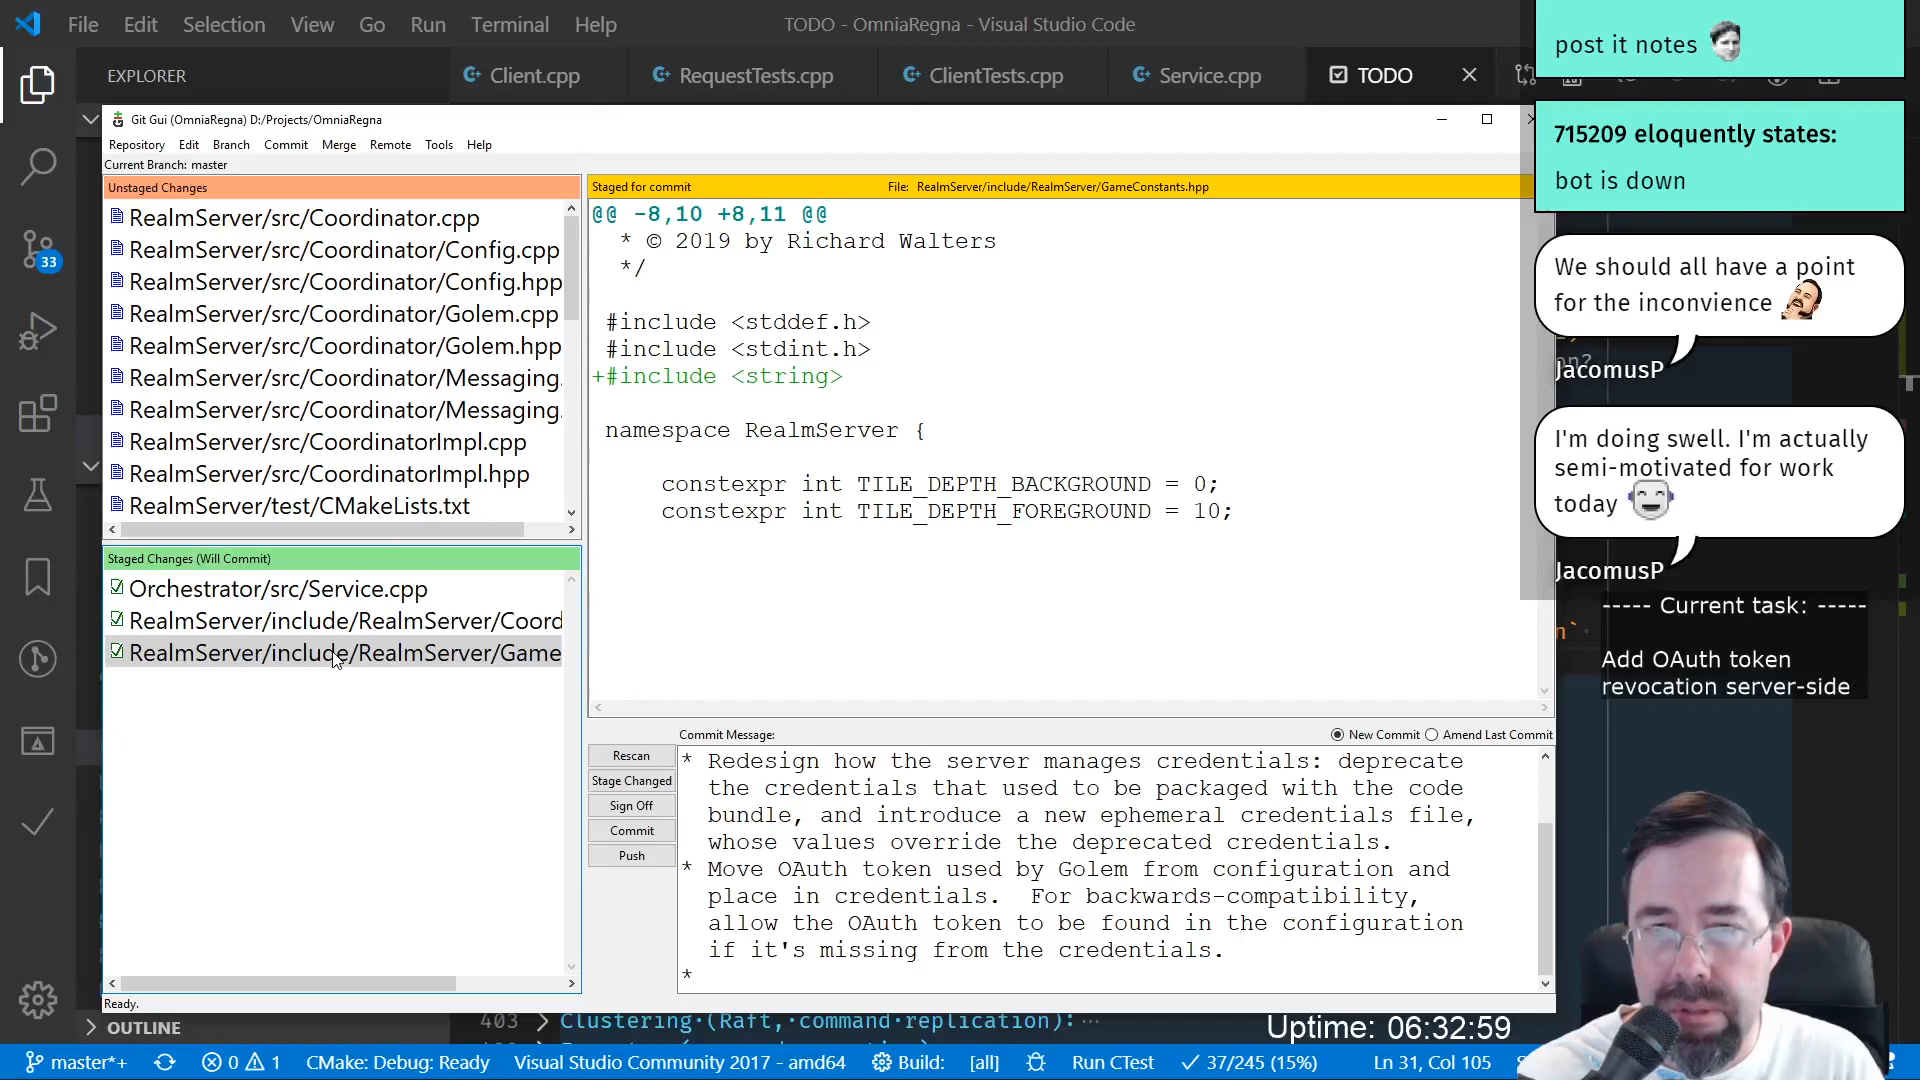 File Edit Selection View Go Run Terminal Help
TODO - OmniaRegna - Visual Studio Code
EXPLORER
Client.cpp
RequestTests.cpp
ClientTests.cpp
Service.cpp
TODO
Git Gui (OmniaRegna) D:/Projects/OmniaRegna
Repository Edit Branch Commit Merge Remote Tools Help
Current Branch: master
Unstaged Changes
RealmServer/src/Coordinator.cpp
RealmServer/src/Coordinator/Config.cpp
RealmServer/src/Coordinator/Config.hpp
RealmServer/src/Coordinator/Golem.cpp
RealmServer/src/Coordinator/Golem.hpp
RealmServer/src/Coordinator/Messaging.
RealmServer/src/Coordinator/Messaging.
RealmServer/src/CoordinatorImpl.cpp
RealmServer/src/CoordinatorImpl.hpp
RealmServer/test/CMakeLists.txt
33
Staged Changes (Will Commit)
Orchestrator/src/Service.cpp
RealmServer/include/RealmServer/Coord
RealmServer/include/RealmServer/Game
Ready.
Staged for commit
File: RealmServer/include/RealmServer/GameConstants.hpp
@@ -8,10 +8,11 @@
* © 2019 by Richard Walters
*/
#include <stddef.h>
#include <stdint.h>
+#include <string>
namespace RealmServer {
constexpr int TILE_DEPTH_BACKGROUND = 0;
constexpr int TILE_DEPTH_FOREGROUND = 10;
Commit Message:
New Commit
Amend Last Commit
Rescan
Stage Changed
Sign Off
Commit
Push
* Redesign how the server manages credentials: deprecate
the credentials that used to be packaged with the code
bundle, and introduce a new ephemeral credentials file,
whose values override the deprecated credentials.
* Move OAuth token used by Golem from configuration and
place in credentials. For backwards-compatibility,
allow the OAuth token to be found in the configuration
if it's missing from the credentials.
*
post it notes
715209 eloquently states:
bot is down
We should all have a point
for the inconvience
JacomusP
I'm doing swell. I'm actually
semi-motivated for work
today
JacomusP
----- Current task: -----
Add OAuth token
revocation server-side
OUTLINE
403 Clustering·(Raft,·command·replication):
Uptime: 06:32:59
master*+
0
1
CMake: Debug: Ready
Visual Studio Community 2017 - amd64
Build:
[all]
Run CTest
37/245 (15%)
Ln 31, Col 105